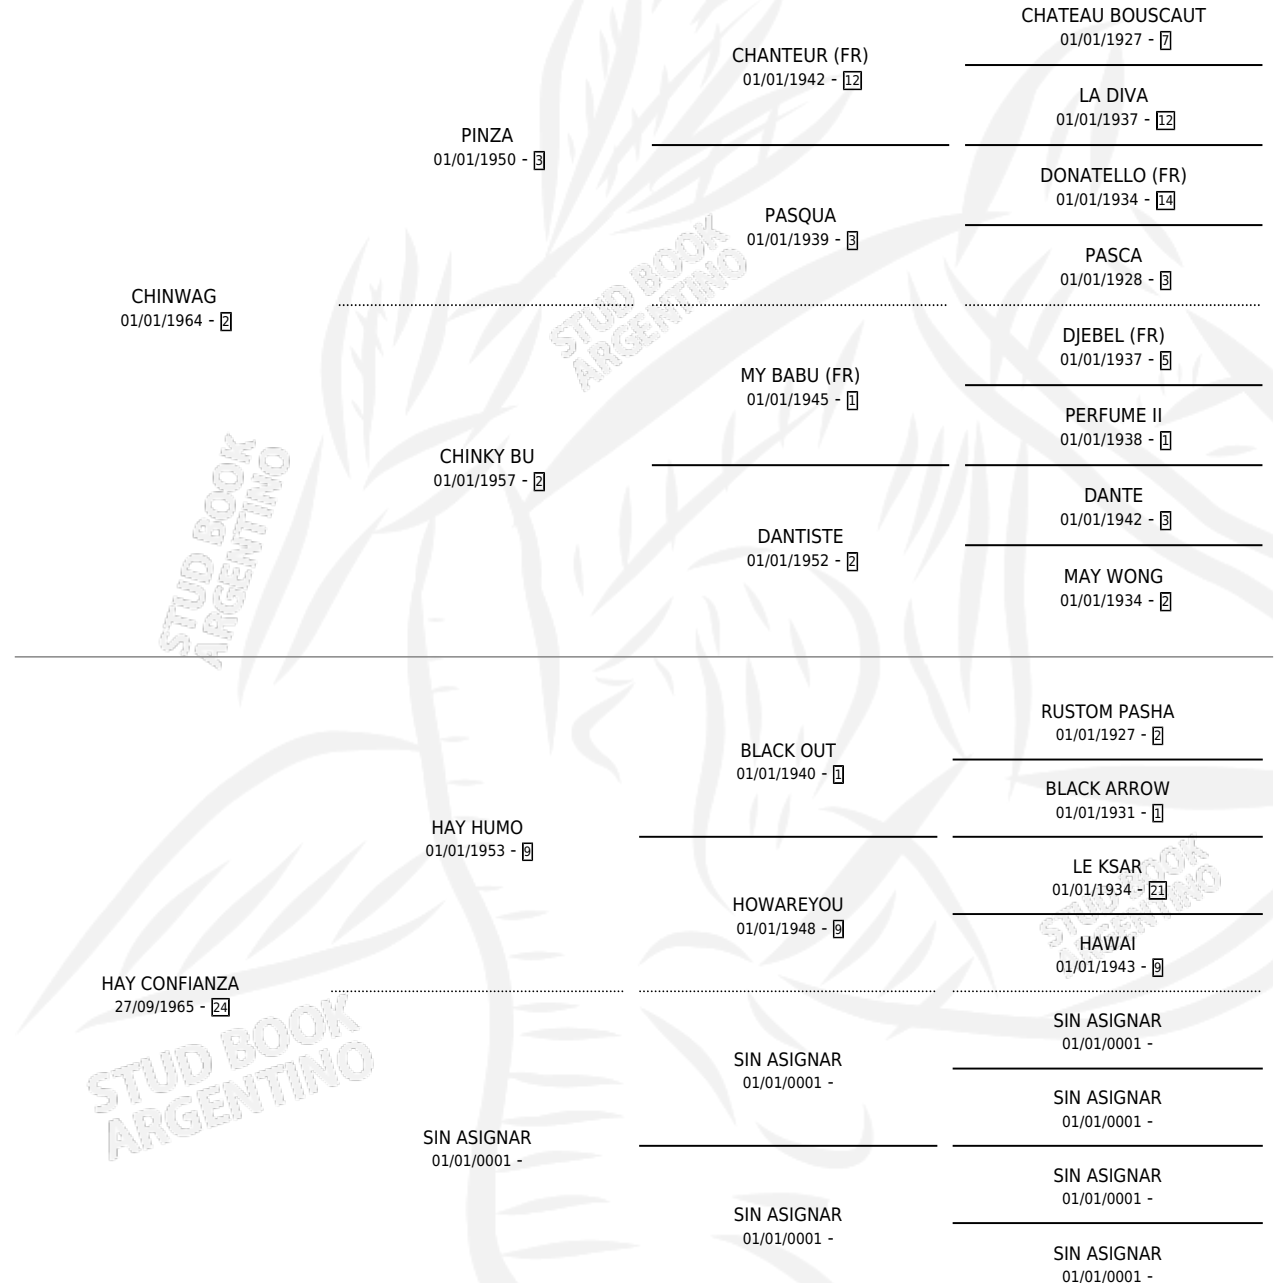 CHATEAU BOUSCAUT
01/01/1927 - 7
CHANTEUR (FR)
01/01/1942 - 12
LA DIVA
01/01/1937 - 12
PINZA
01/01/1950 - 3
DONATELLO (FR)
01/01/1934 - 14
PASQUA
01/01/1939 - 3
PASCA
01/01/1928 - 3
CHINWAG
01/01/1964 - 2
DJEBEL (FR)
01/01/1937 - 5
MY BABU (FR)
01/01/1945 - 1
PERFUME II
01/01/1938 - 1
CHINKY BU
01/01/1957 - 2
DANTE
01/01/1942 - 3
DANTISTE
01/01/1952 - 2
MAY WONG
01/01/1934 - 2
RUSTOM PASHA
01/01/1927 - 2
BLACK OUT
01/01/1940 - 1
BLACK ARROW
01/01/1931 - 1
HAY HUMO
01/01/1953 - 9
LE KSAR
01/01/1934 - 21
HOWAREYOU
01/01/1948 - 9
HAWAI
01/01/1943 - 9
HAY CONFIANZA
27/09/1965 - 24
SIN ASIGNAR
01/01/0001 -
SIN ASIGNAR
01/01/0001 -
SIN ASIGNAR
01/01/0001 -
SIN ASIGNAR
01/01/0001 -
SIN ASIGNAR
01/01/0001 -
SIN ASIGNAR
01/01/0001 -
SIN ASIGNAR
01/01/0001 -
STUD BOOK
ARGENTINO
STUD BOOK
ARGENTINO
STUD BOOK
ARGENTINO
STUD BOOK
ARGENTINO